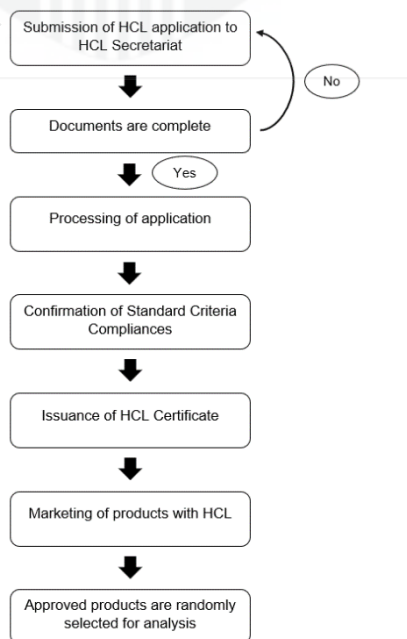 Submission of HCL application to
HCL Secretariat
No
Documents are complete
Yes
Processing of application
Confirmation of Standard Criteria
Compliances
Issuance of HCL Certificate
Marketing of products with HCL
Approved products are randomly
selected for analysis